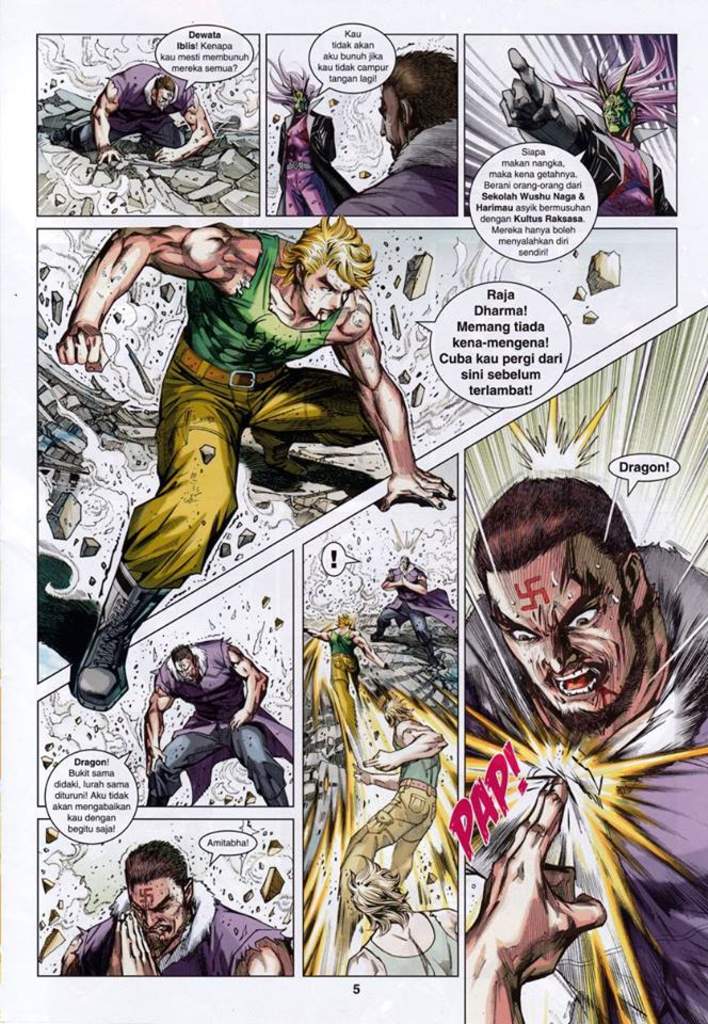 Dewata
Iblis! Kenapa
kau mesti membunuh
mereka semua?
Kau
tidak akan
aku bunuh jika
kau tidak campur
tangan lagi!
Siapa
makan nangka,
maka kena getahnya.
Berani orang-orang dari
Sekolah Wushu Naga &
Harimau asyik bermusuhan
dengan Kultus Raksasa.
Mereka hanya boleh
menyalahkan diri
sendiri!
Raja
Dharma!
Memang tiada
kena-mengena!
Cuba kau pergi dari
sini sebelum
terlambat!
Dragon!
Bukit sama
didaki, lurah sama
dituruni! Aku tidak
akan mengabaikan
kau dengan
begitu saja!
Amitabha!
!
Dragon!
PAP!
5